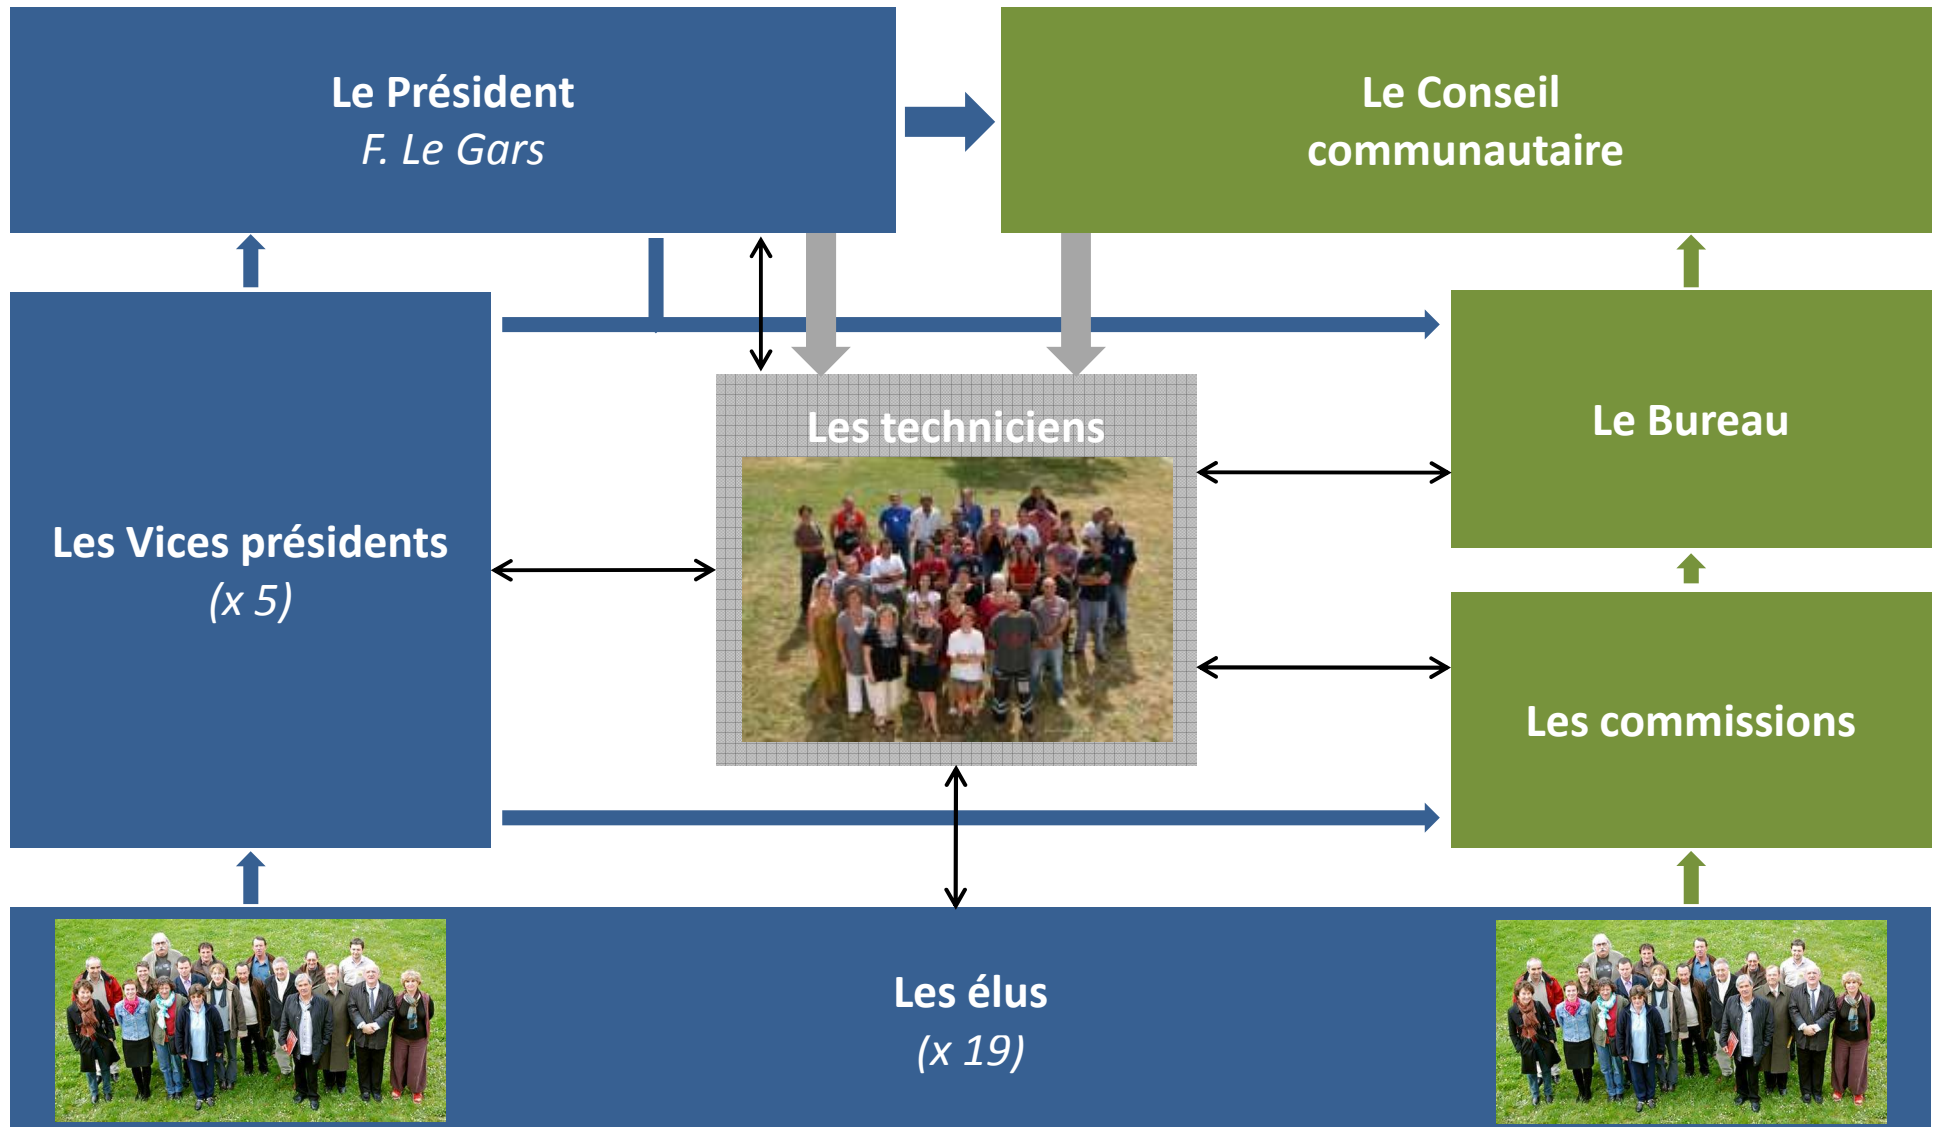 Le Président
F. Le Gars
Le Conseil
communautaire
Les techniciens
Le Bureau
Les Vices présidents
(x 5)
Les commissions
Les élus
(x 19)